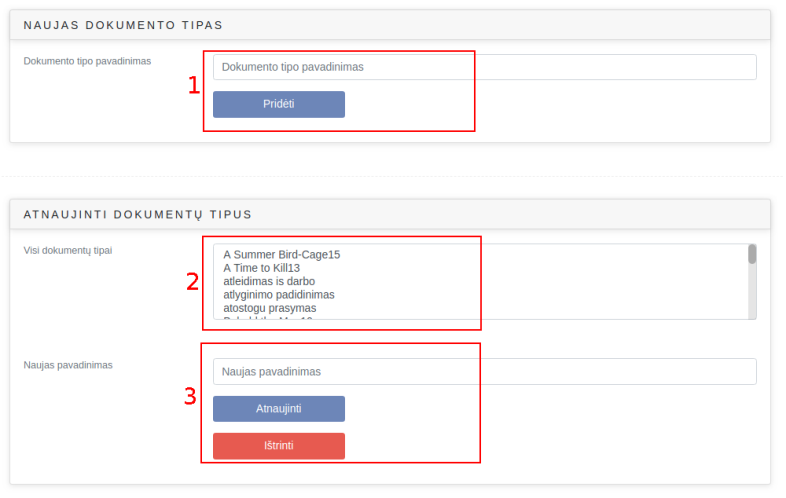 NAUJAS DOKUMENTO TIPAS
Dokumento tipo pavadinimas
1
Dokumento tipo pavadinimas
Pridėti
ATNAUJINTI DOKUMENTŲ TIPUS
Visi dokumentų tipai
2
A Summer Bird-Cage15
A Time to Kill13
atleidimas is darbo
atlyginimo padidinimas
atostogu prasymas
Naujas pavadinimas
3
Naujas pavadinimas
Atnaujinti
Ištrinti